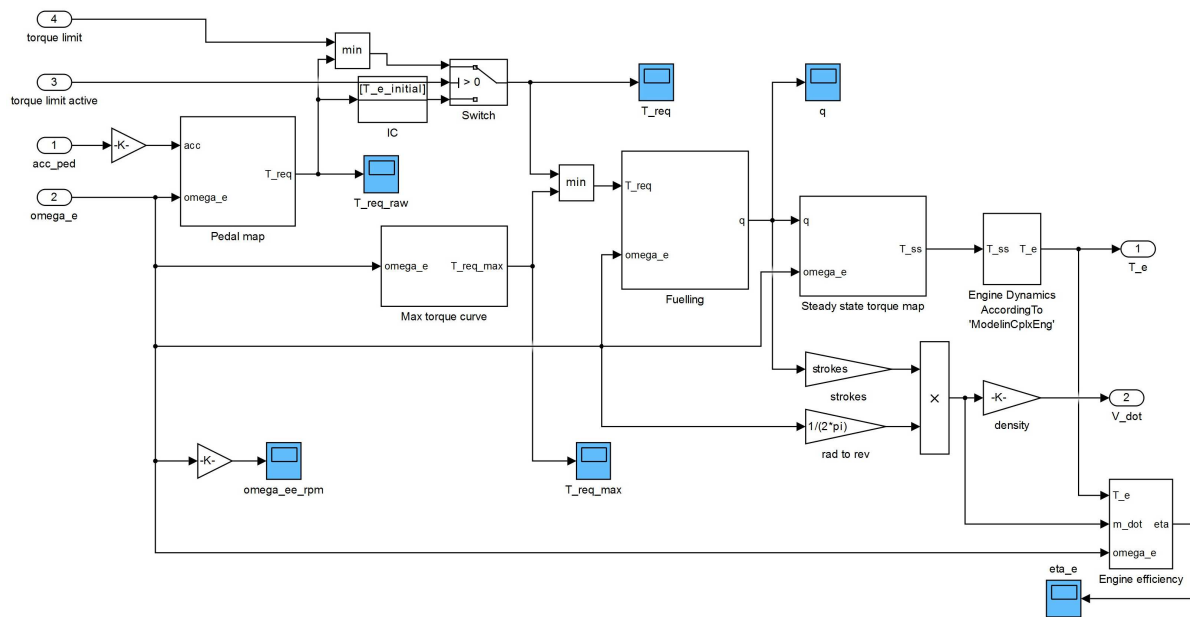 4
torque limit
min
3
torque limit active
[T_e_initial]
IC
> 0
Switch
T_req
q
1
acc_ped
-K-
acc
T_req
omega_e
Pedal map
2
omega_e
T_req_raw
min
omega_e
T_req_max
Max torque curve
T_req
q
omega_e
Fuelling
q
T_ss
omega_e
Steady state torque map
T_ss
T_e
Engine Dynamics
AccordingTo
'ModelinCplxEng'
1
T_e
strokes
strokes
×
-K-
density
2
V_dot
1/(2*pi)
rad to rev
-K-
omega_ee_rpm
T_req_max
T_e
m_dot
eta
omega_e
Engine efficiency
eta_e